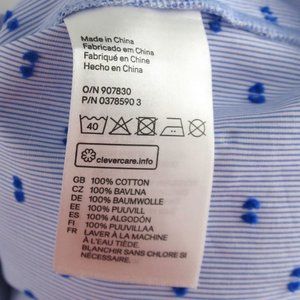 Made in China
Fabricado em China
Fabriqué en Chine
Hecho en China
O/N 907830
P/N 0378590 3
40
clevercare.info
GB 100% COTTON
CZ 100% BAVLNA
DE 100% BAUMWOLLE
EE 100% PUUVILL
ES 100% ALGODÓN
FI 100% PUUVILLAA
FR LAVER À LA MACHINE
À L'EAU TIÈDE.
BLANCHIR SANS CHLORE SI
NÉCESSAIRE.